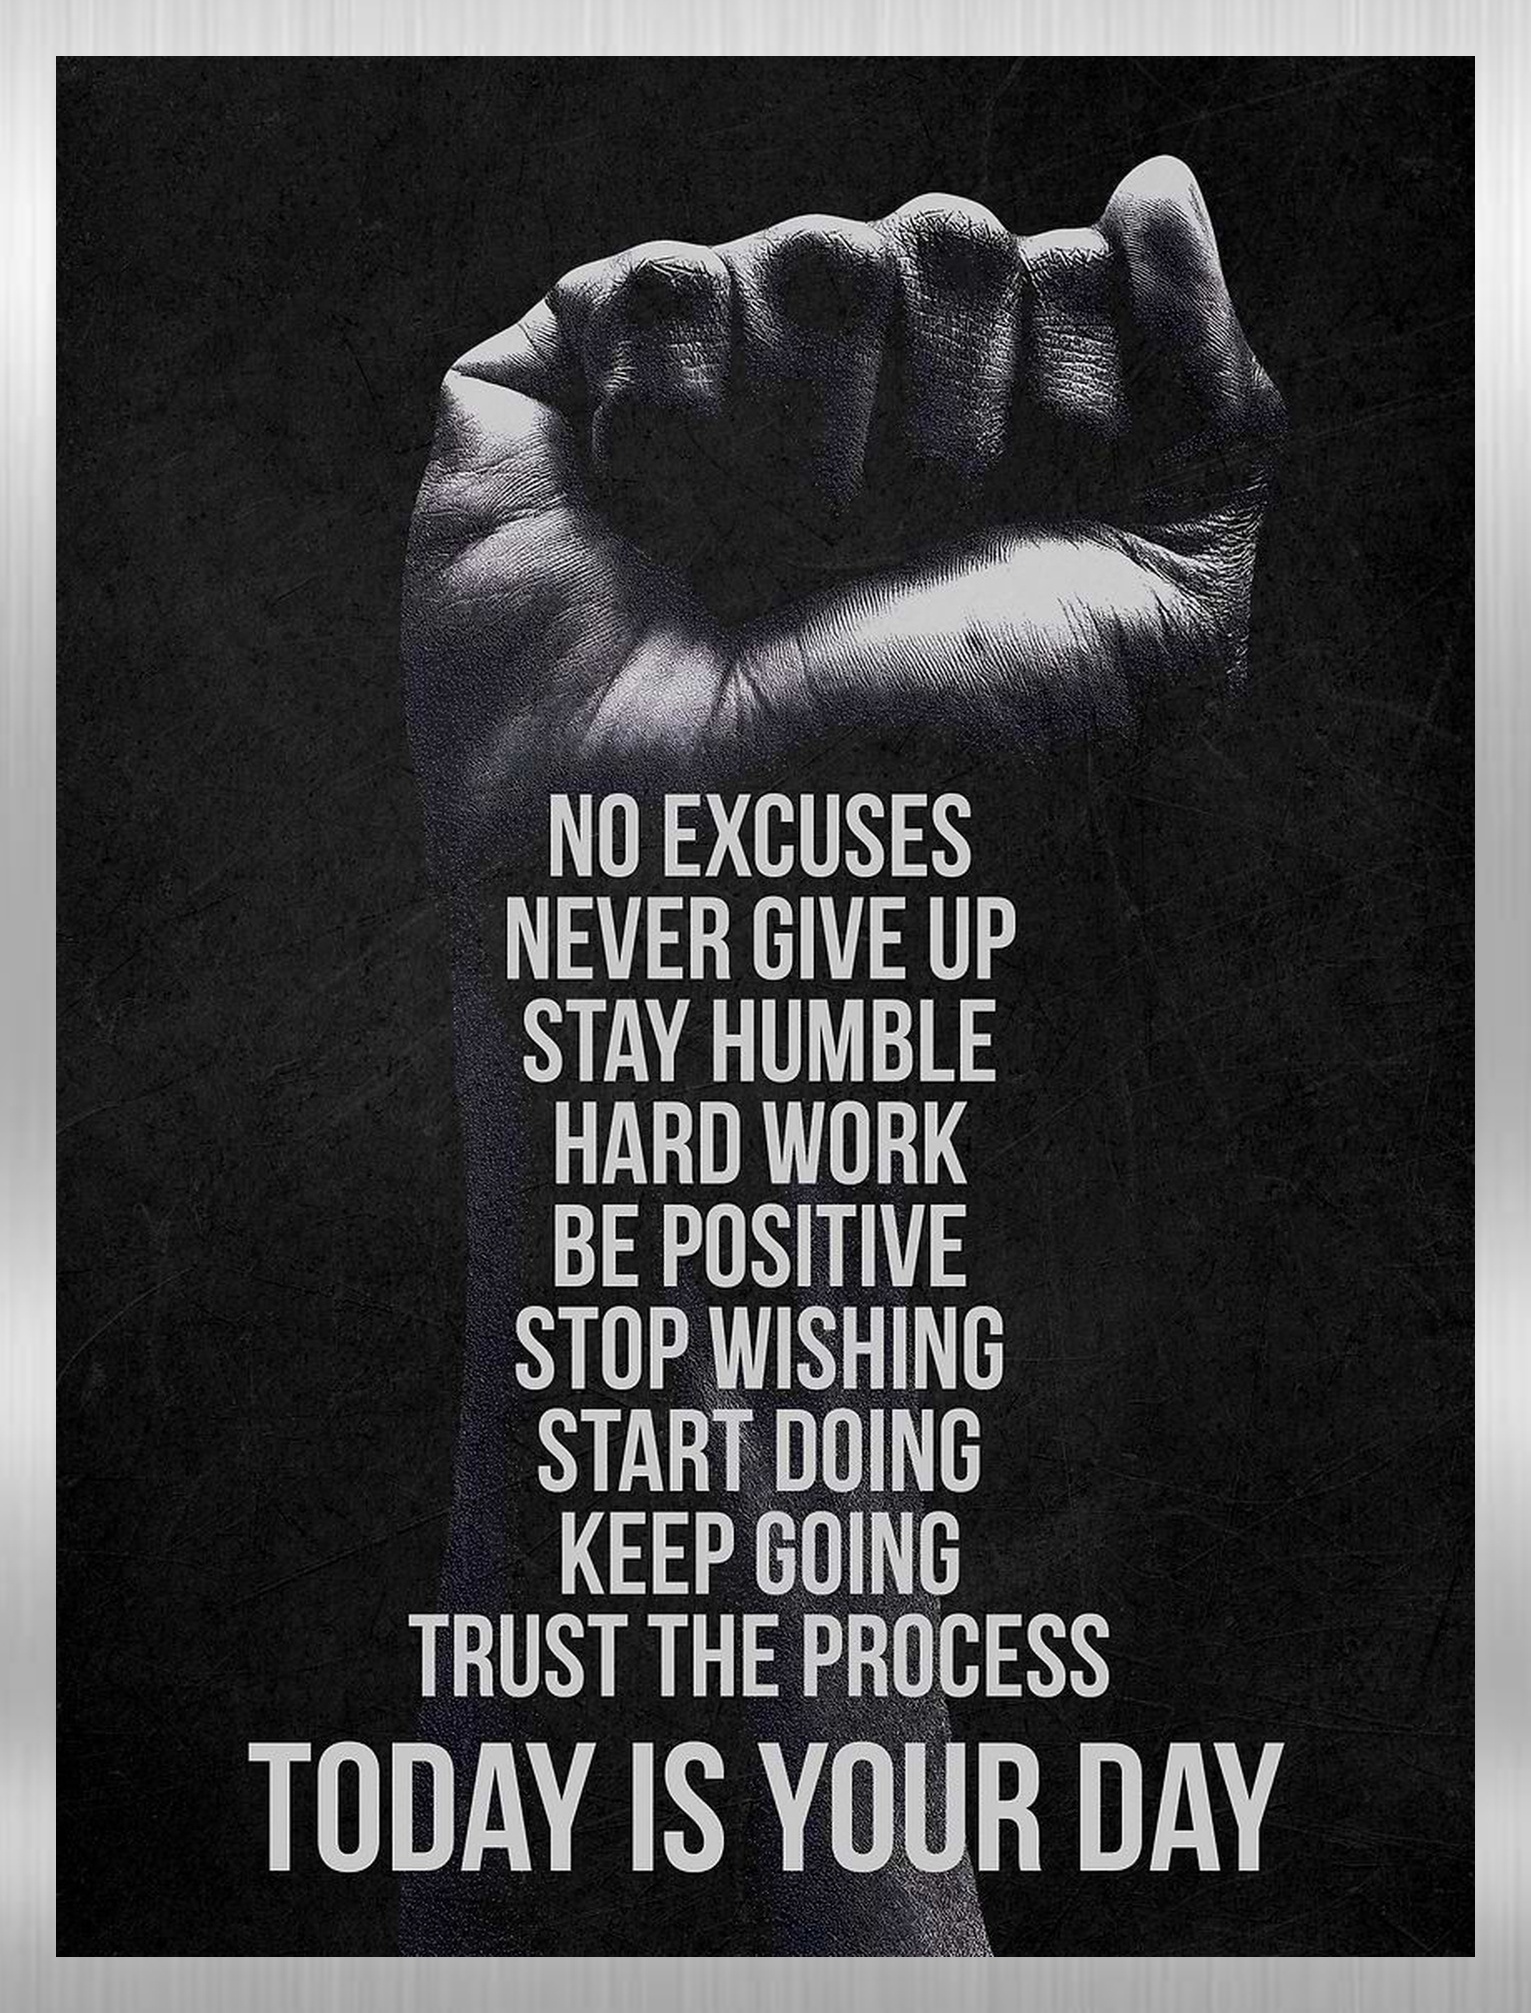 NO EXCUSES
NEVER GIVE UP
STAY HUMBLE
HARD WORK
BE POSITIVE
STOP WISHING
START DOING
KEEP GOING
TRUST THE PROCESS
TODAY IS YOUR DAY